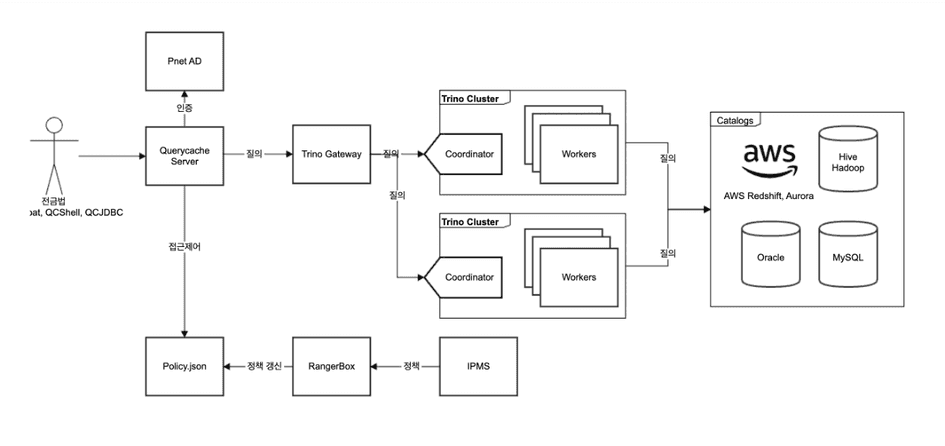 Pnet AD
인증
Querycache
Server
질의
Trino Gateway
질의
질의
Trino Cluster
Coordinator
Workers
질의
Trino Cluster
Coordinator
Workers
질의
Catalogs
aws
AWS Redshift, Aurora
Hive
Hadoop
Oracle
MySQL
전금법
QCShell, QCJDBC
접근제어
Policy.json
정책 갱신
RangerBox
정책
IPMS